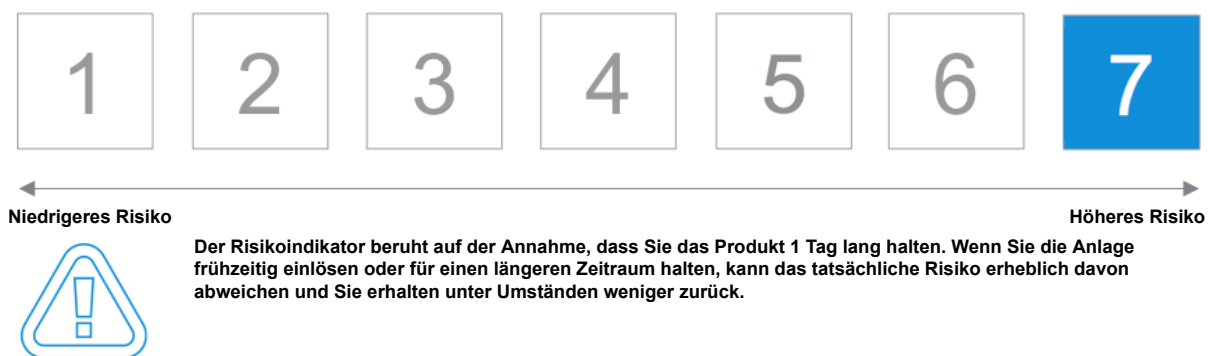 1 2 3 4 5 6 7
Niedrigeres Risiko Höheres Risiko
Der Risikoindikator beruht auf der Annahme, dass Sie das Produkt 1 Tag lang halten. Wenn Sie die Anlage
frühzeitig einlösen oder für einen längeren Zeitraum halten, kann das tatsächliche Risiko erheblich davon
abweichen und Sie erhalten unter Umständen weniger zurück.